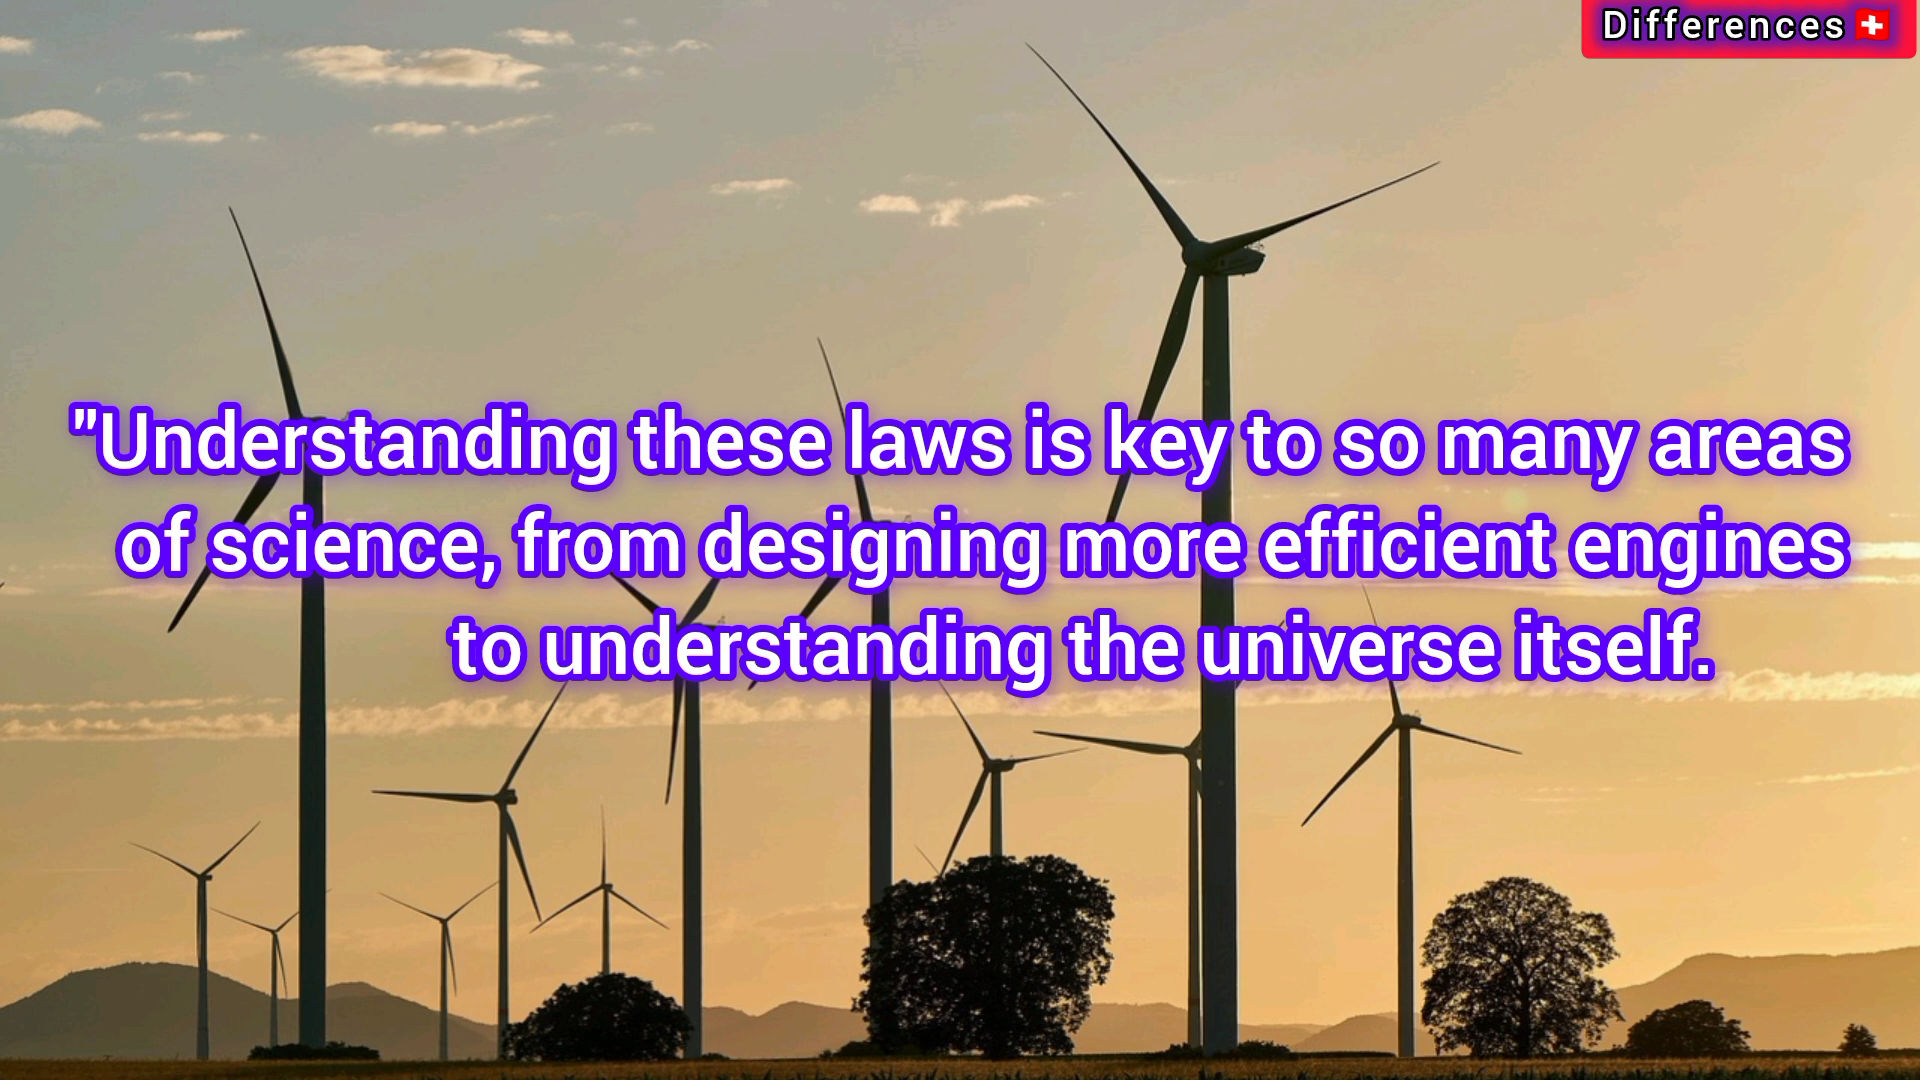 Differences 🇨🇭
"Understanding these laws is key to so many areas
of science, from designing more efficient engines
to understanding the universe itself.